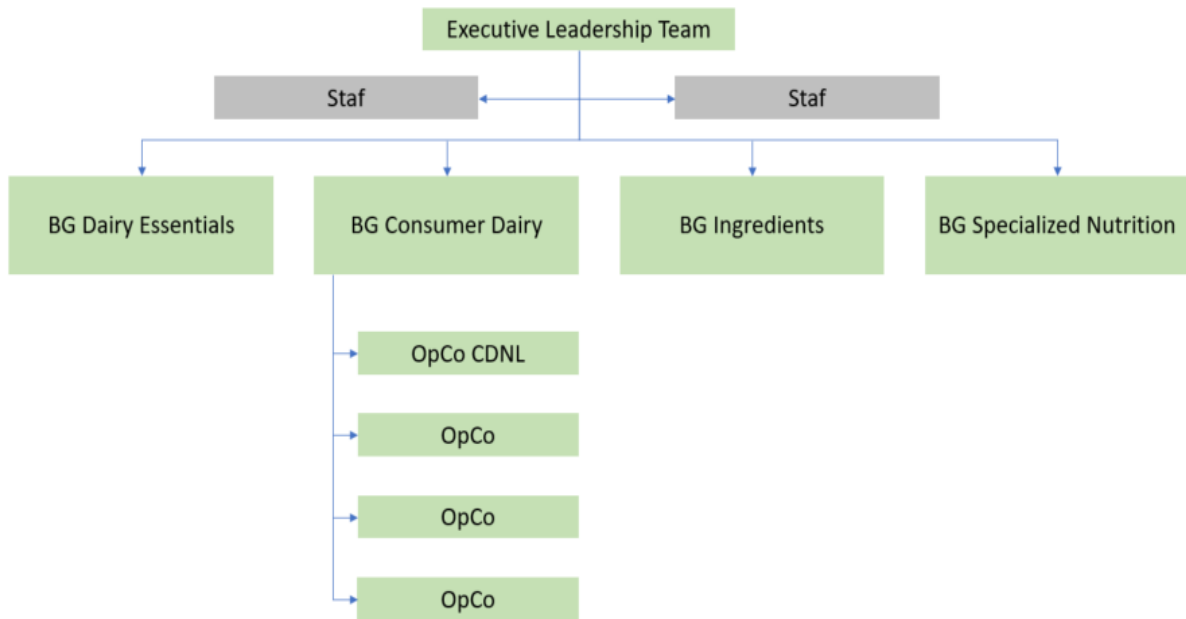 Executive Leadership Team
Staf
Staf
BG Dairy Essentials
BG Consumer Dairy
BG Ingredients
BG Specialized Nutrition
OpCo CDNL
OpCo
OpCo
OpCo